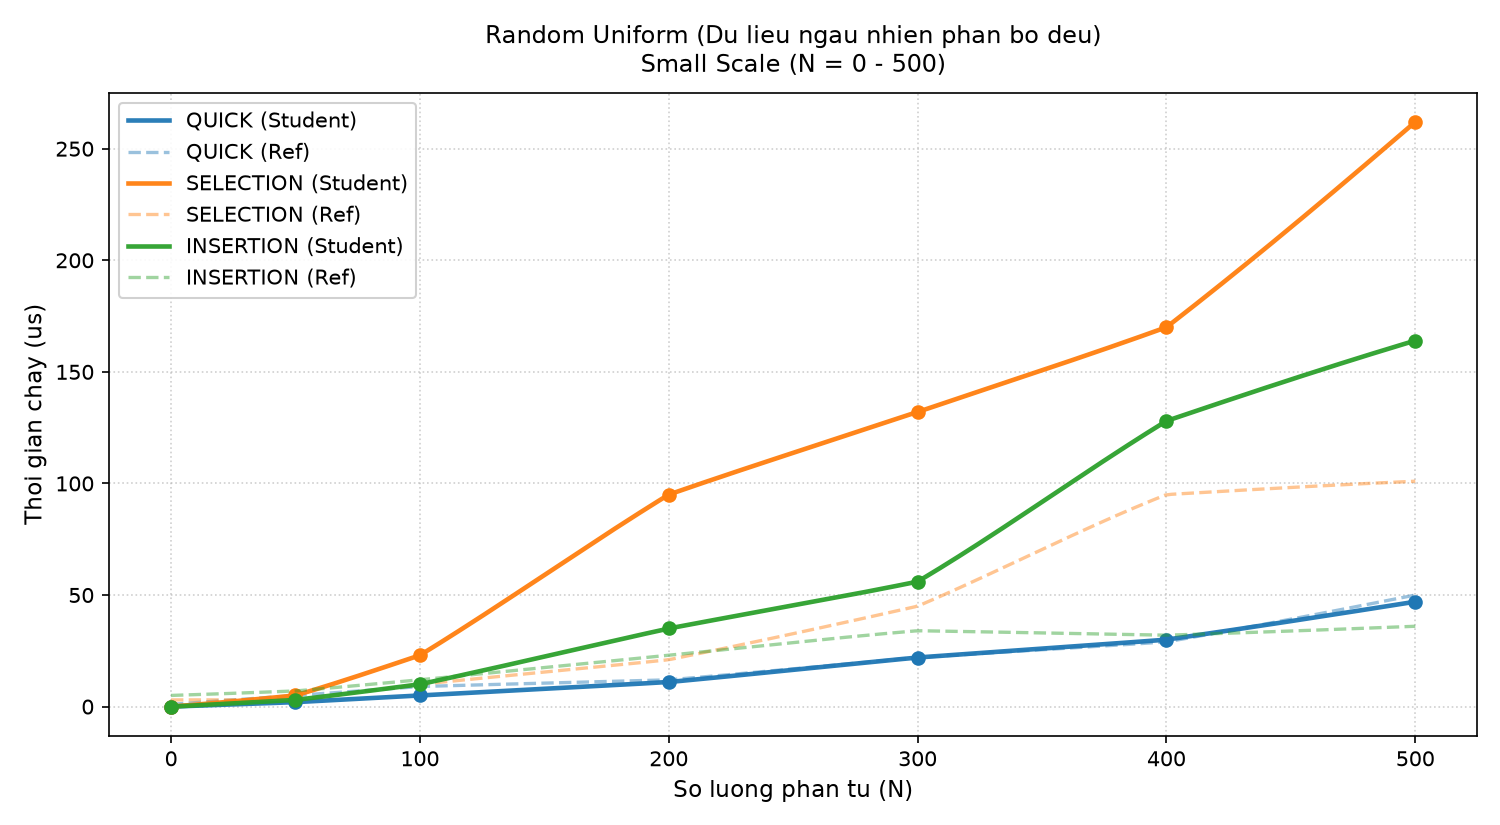 Random Uniform (Du lieu ngau nhien phan bo deu)
Small Scale (N = 0 - 500)
QUICK (Student)
QUICK (Ref)
SELECTION (Student)
SELECTION (Ref)
INSERTION (Student)
INSERTION (Ref)
Thoi gian chay (us)
250
200
150
100
50
0
0 100 200 300 400 500
So luong phan tu (N)